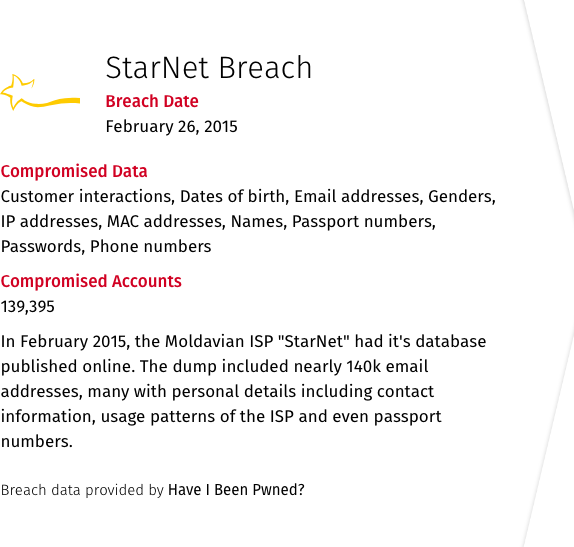 StarNet Breach
Breach Date
February 26, 2015
Compromised Data
Customer interactions, Dates of birth, Email addresses, Genders,
IP addresses, MAC addresses, Names, Passport numbers,
Passwords, Phone numbers
Compromised Accounts
139,395
In February 2015, the Moldavian ISP "StarNet" had it's database
published online. The dump included nearly 140k email
addresses, many with personal details including contact
information, usage patterns of the ISP and even passport
numbers.
Breach data provided by Have I Been Pwned?